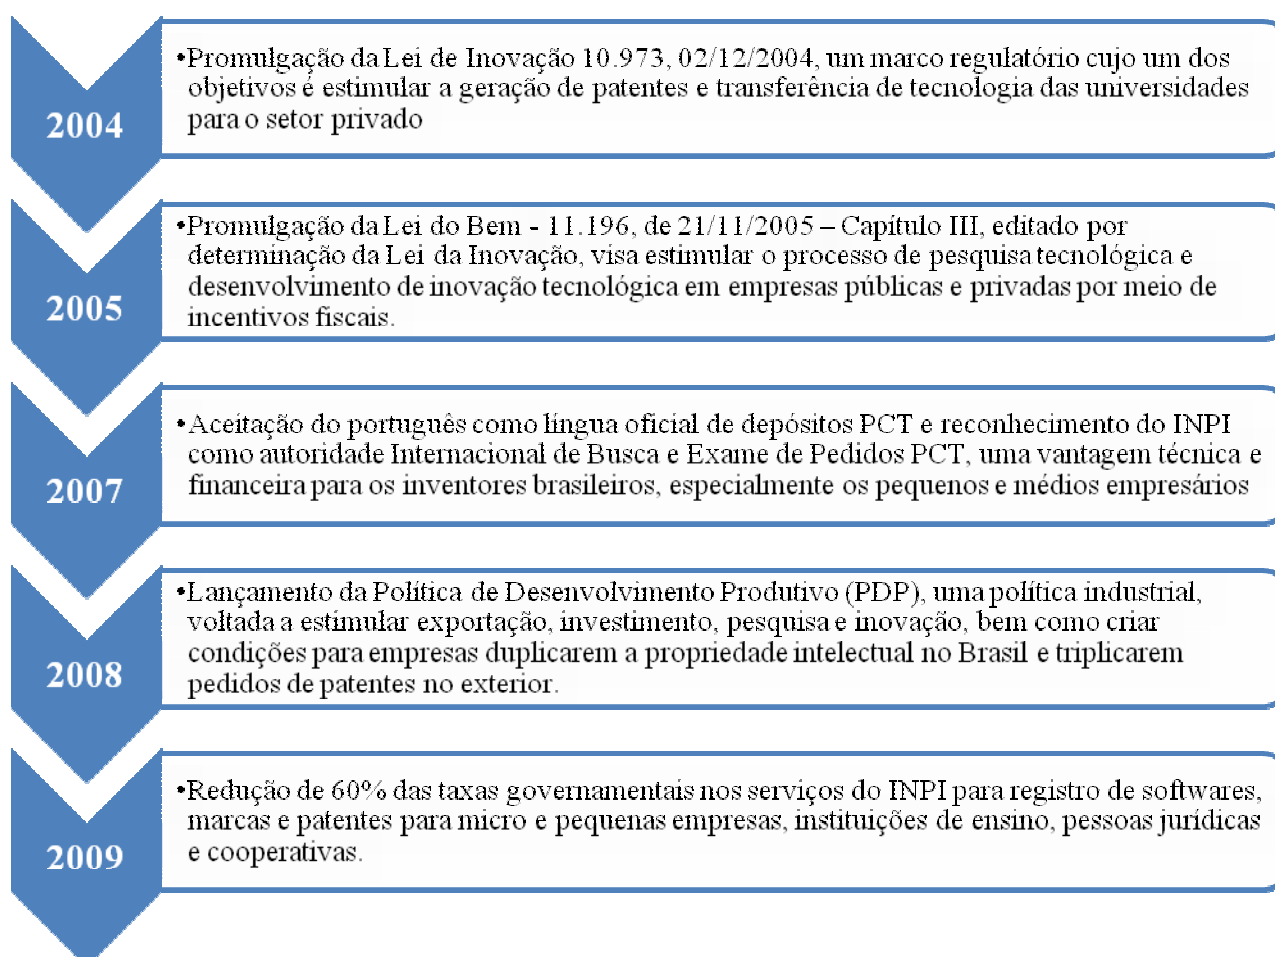 2004
•Promulgação da Lei de Inovação 10.973, 02/12/2004, um marco regulatório cujo um dos
objetivos é estimular a geração de patentes e transferência de tecnologia das universidades
para o setor privado
2005
•Promulgação da Lei do Bem - 11.196, de 21/11/2005 – Capítulo III, editado por
determinação da Lei da Inovação, visa estimular o processo de pesquisa tecnológica e
desenvolvimento de inovação tecnológica em empresas públicas e privadas por meio de
incentivos fiscais.
2007
•Aceitação do português como língua oficial de depósitos PCT e reconhecimento do INPI
como autoridade Internacional de Busca e Exame de Pedidos PCT, uma vantagem técnica e
financeira para os inventores brasileiros, especialmente os pequenos e médios empresários
2008
•Lançamento da Política de Desenvolvimento Produtivo (PDP), uma política industrial,
voltada a estimular exportação, investimento, pesquisa e inovação, bem como criar
condições para empresas duplicarem a propriedade intelectual no Brasil e triplicarem
pedidos de patentes no exterior.
2009
•Redução de 60% das taxas governamentais nos serviços do INPI para registro de softwares,
marcas e patentes para micro e pequenas empresas, instituições de ensino, pessoas jurídicas
e cooperativas.